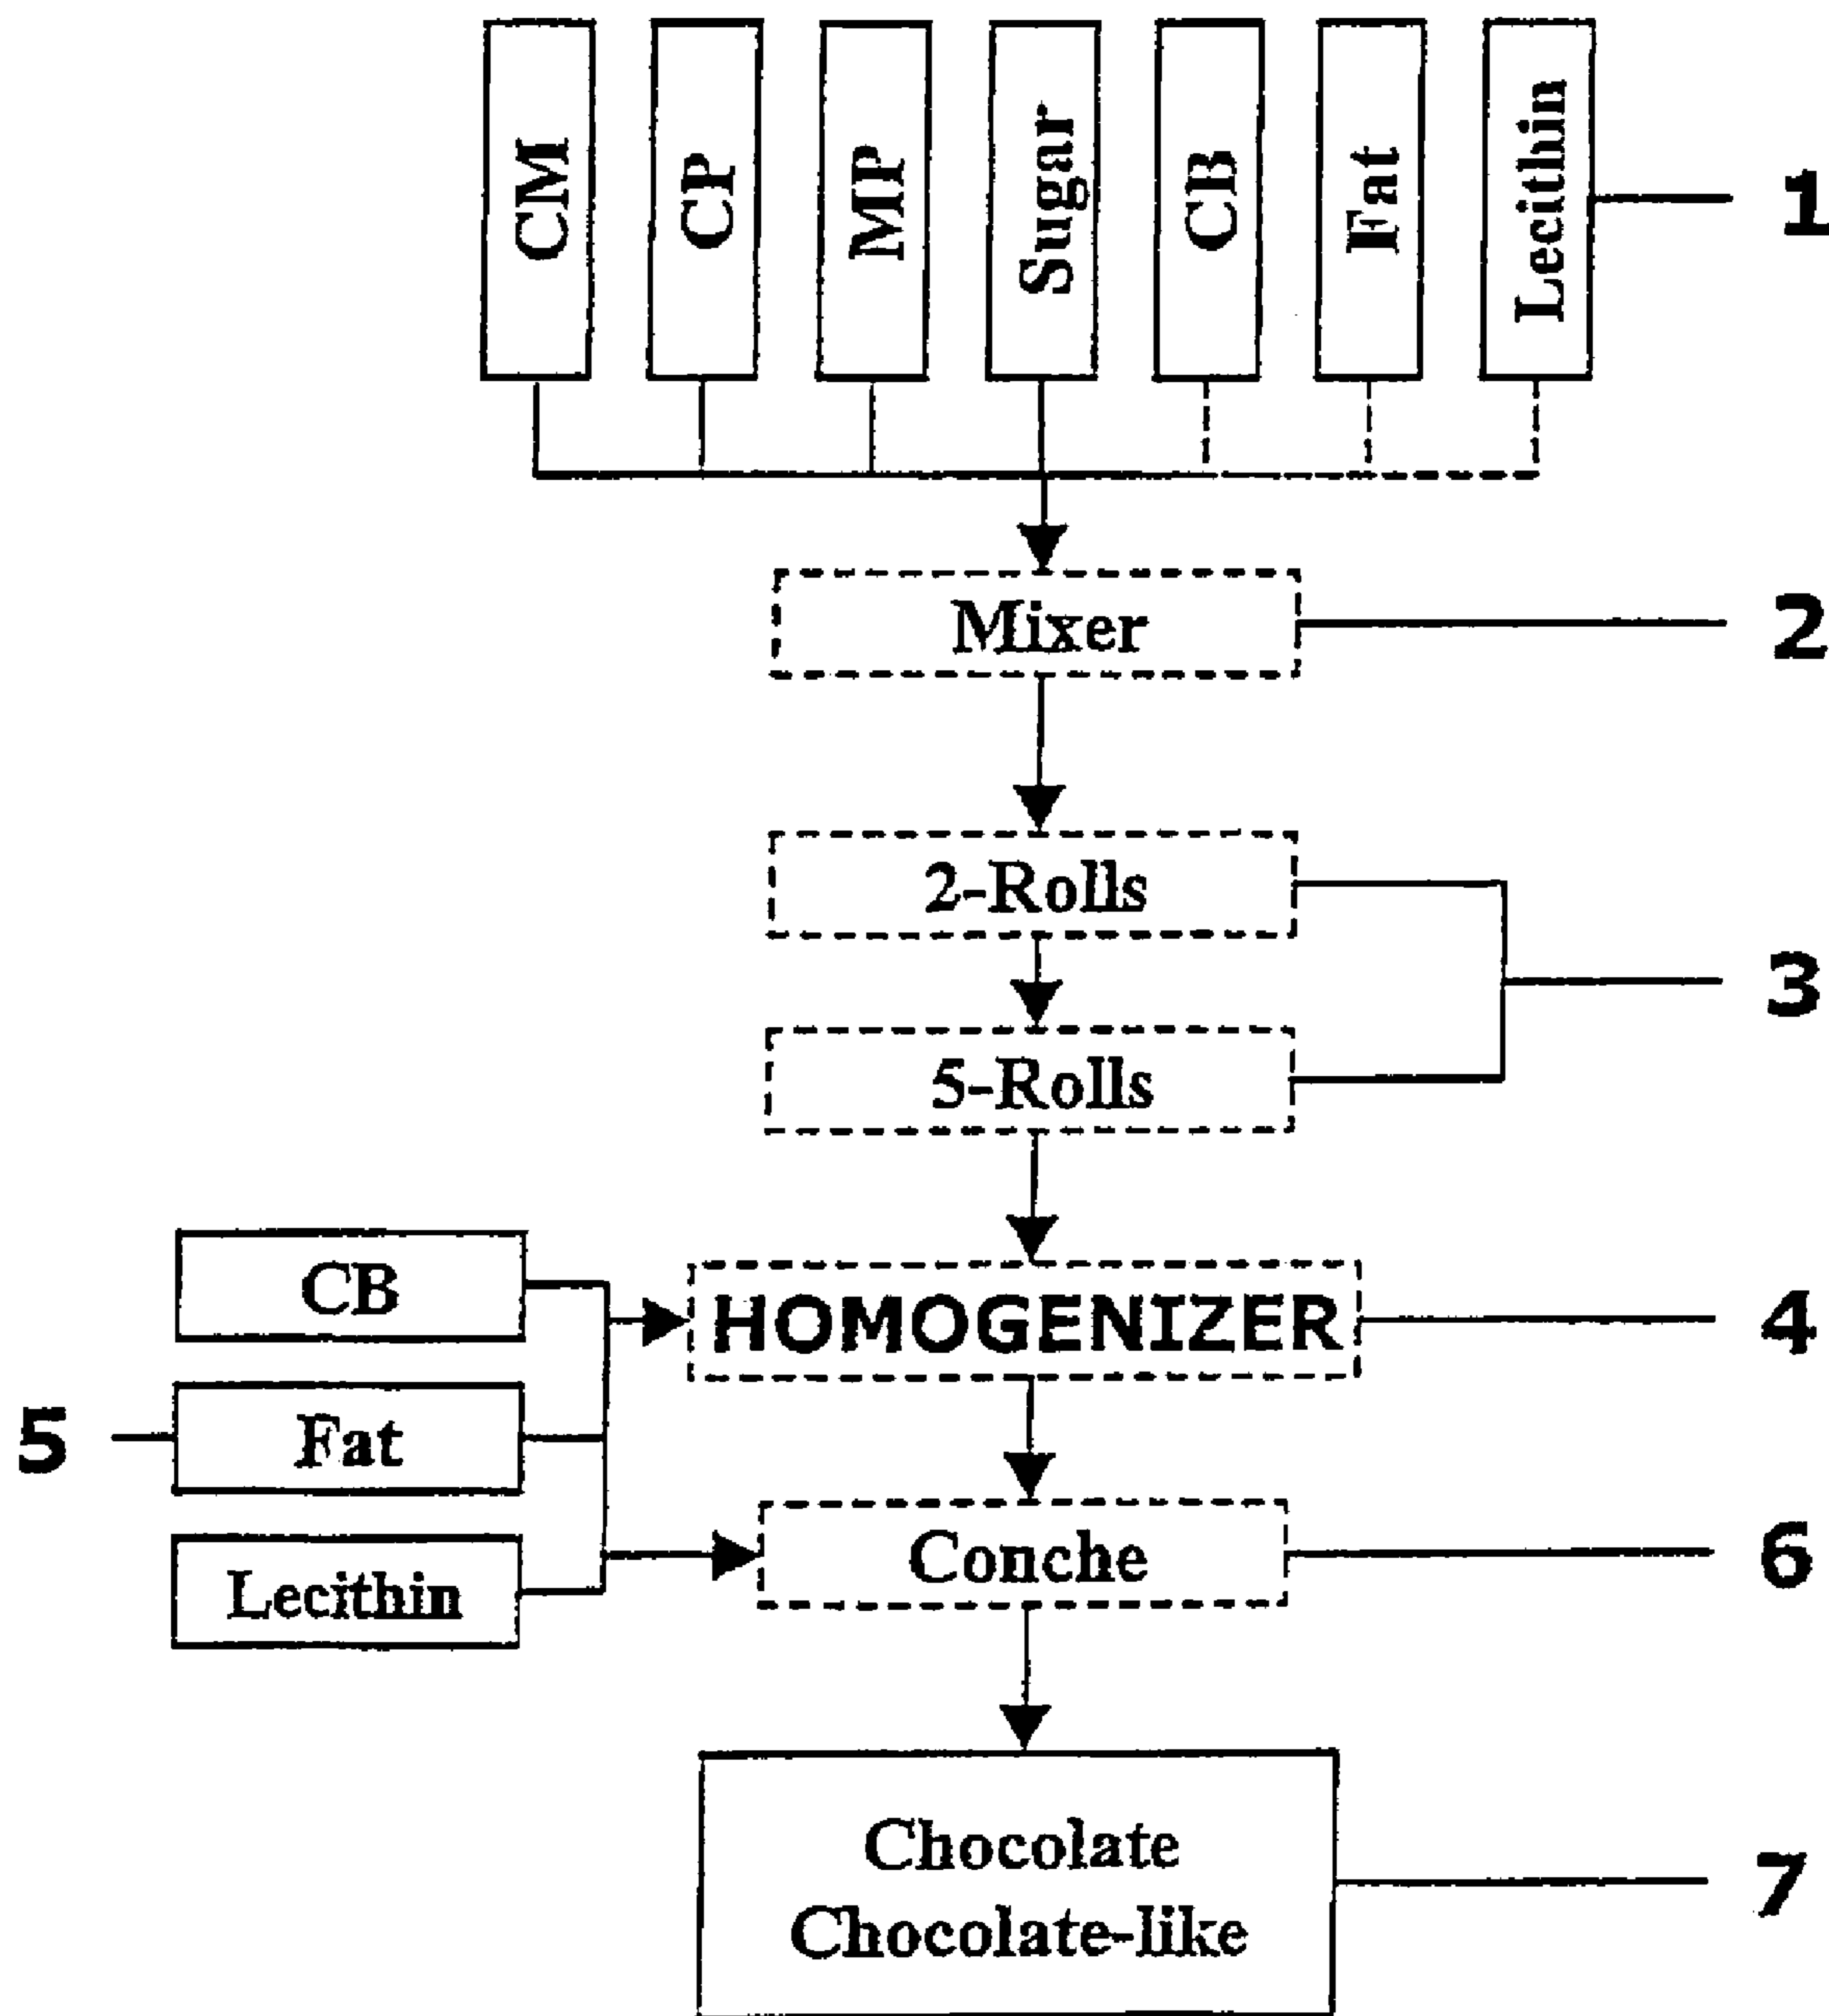 CM
CP
MP
Sugar
CB
Fat
Lecithin
1
Mixer
2
2-Rolls
3
5-Rolls
CB
HOMOGENIZER
4
5
Fat
Conche
6
Lecithin
Chocolate
Chocolate-like
7